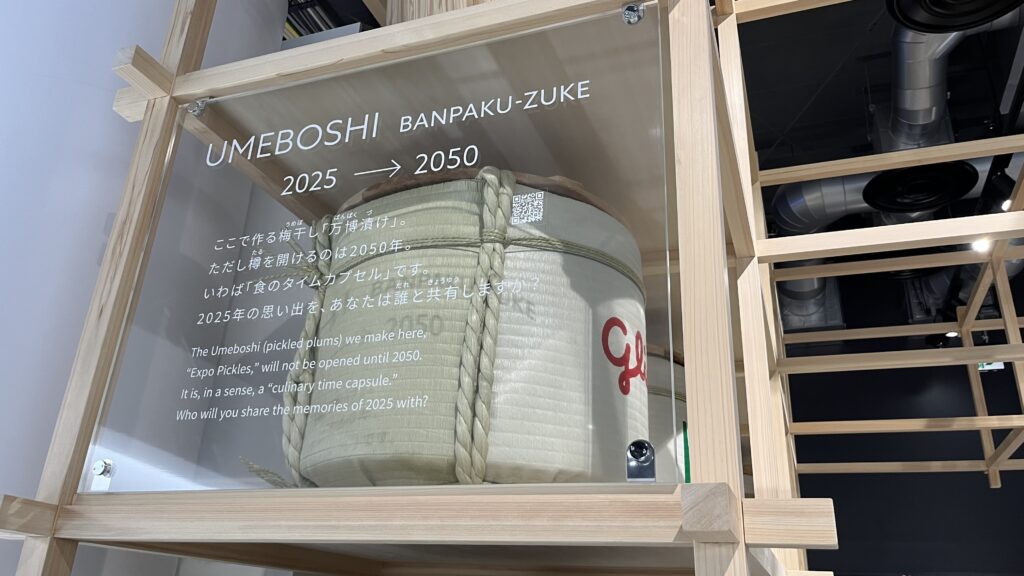 UMEBOSHI BANPAKU-ZUKE
2025 → 2050
ここで作る梅干し「万博漬け」。
ただし樽を開けるのは2050年。
いわば「食のタイムカプセル」です。
2025年の思い出を、あなたは誰と共有しますか？
The Umeboshi (pickled plums) we make here,
“Expo Pickles,” will not be opened until 2050.
It is, in a sense, a “culinary time capsule.”
Who will you share the memories of 2025 with?